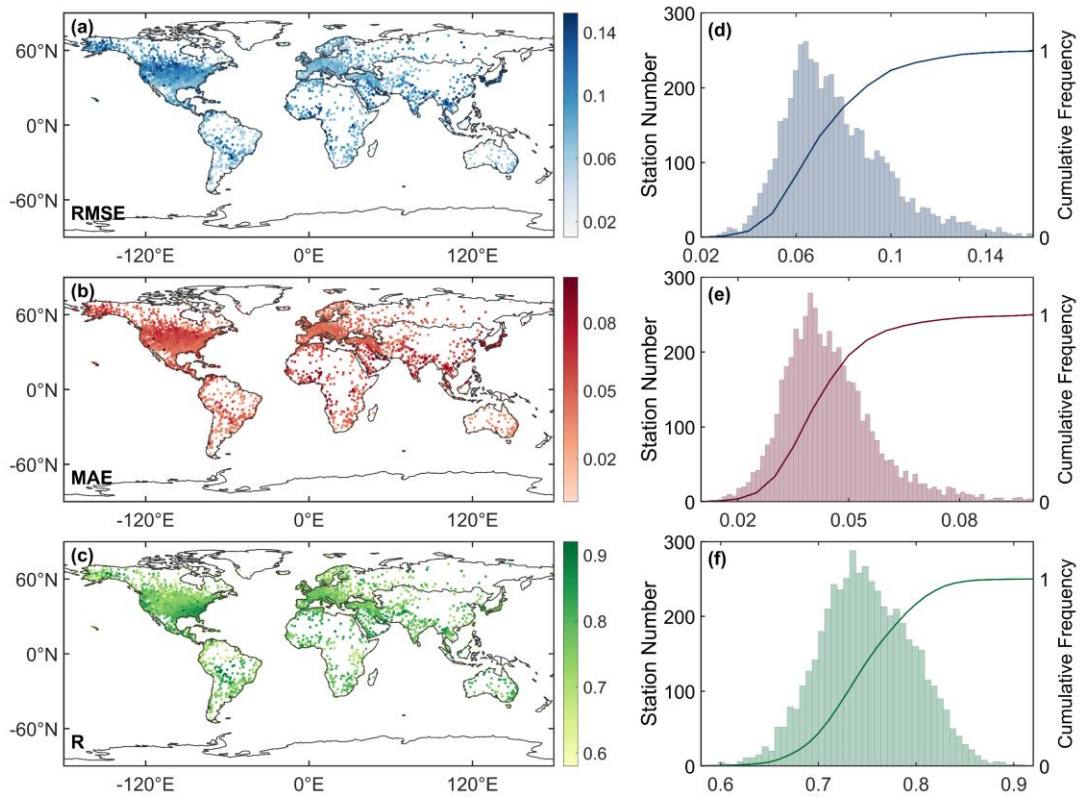 (a)
60°N
0°N
-60°N
RMSE
-120°E
0°E
120°E
0.14
0.1
0.06
0.02
(d)
300
200
100
0
Station Number
1
0
Cumulative Frequency
0.02
0.06
0.1
0.14
(b)
60°N
0°N
-60°N
MAE
-120°E
0°E
120°E
0.08
0.05
0.02
(e)
300
200
100
0
Station Number
1
0
Cumulative Frequency
0.02
0.05
0.08
(c)
60°N
0°N
-60°N
R
-120°E
0°E
120°E
0.9
0.8
0.7
0.6
(f)
300
200
100
0
Station Number
1
0
Cumulative Frequency
0.6
0.7
0.8
0.9